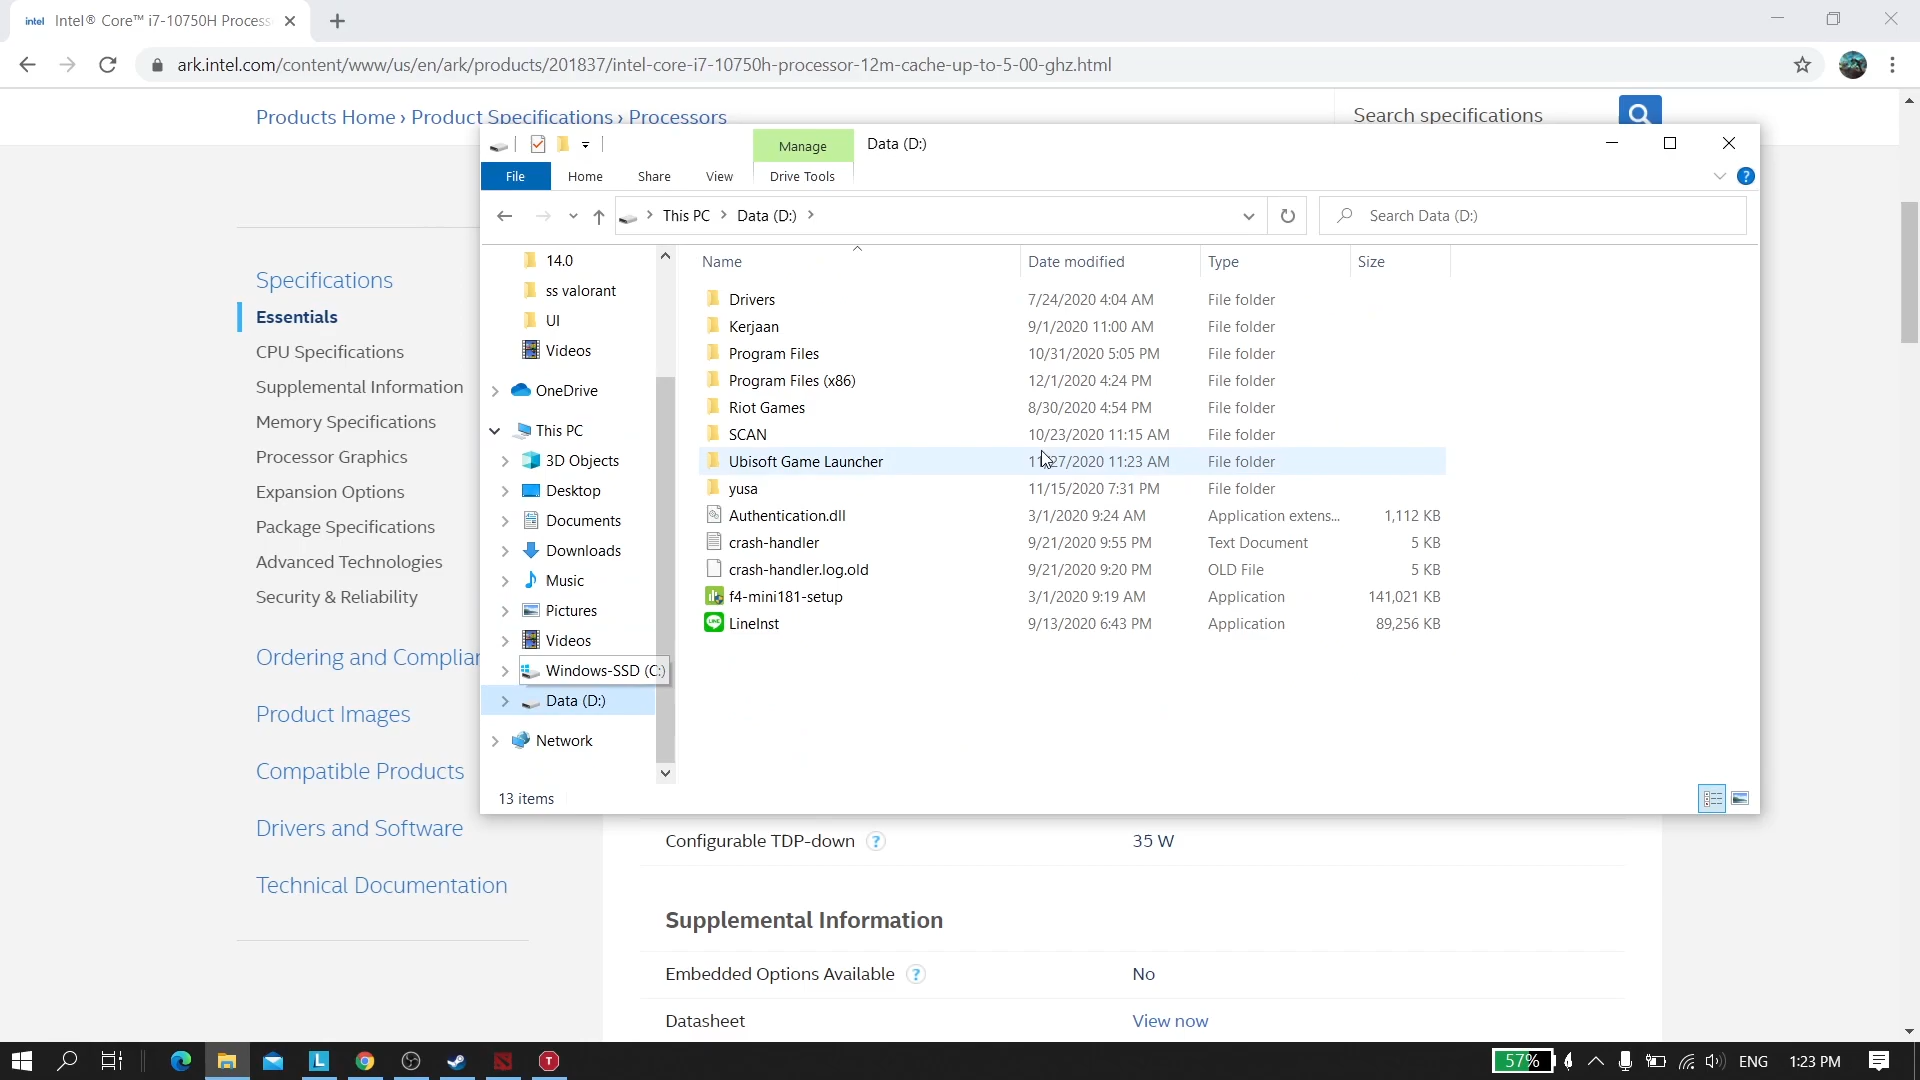 intel Intel® Core™ i7-10750H Process
ark.intel.com/content/www/us/en/ark/products/201837/intel-core-i7-10750h-processor-12m-cache-up-to-5-00-ghz.html
Products Home › Product Specifications › Processors
Search specifications
Specifications
Essentials
CPU Specifications
Supplemental Information
Memory Specifications
Processor Graphics
Expansion Options
Package Specifications
Advanced Technologies
Security & Reliability
Ordering and Complian
Product Images
Compatible Products
Drivers and Software
Technical Documentation
Manage
Data (D:)
File
Home
Share
View
Drive Tools
This PC
Data (D:)
Search Data (D:)
14.0
ss valorant
UI
Videos
OneDrive
This PC
3D Objects
Desktop
Documents
Downloads
Music
Pictures
Videos
Windows-SSD (C:)
Data (D:)
Network
Name Date modified Type Size
Drivers 7/24/2020 4:04 AM File folder
Kerjaan 9/1/2020 11:00 AM File folder
Program Files 10/31/2020 5:05 PM File folder
Program Files (x86) 12/1/2020 4:24 PM File folder
Riot Games 8/30/2020 4:54 PM File folder
SCAN 10/23/2020 11:15 AM File folder
Ubisoft Game Launcher 11/27/2020 11:23 AM File folder
yusa 11/15/2020 7:31 PM File folder
Authentication.dll 3/1/2020 9:24 AM Application extens... 1,112 KB
crash-handler 9/21/2020 9:55 PM Text Document 5 KB
crash-handler.log.old 9/21/2020 9:20 PM OLD File 5 KB
f4-mini181-setup 3/1/2020 9:19 AM Application 141,021 KB
LineInst 9/13/2020 6:43 PM Application 89,256 KB
13 items
Configurable TDP-down ? 35 W
Supplemental Information
Embedded Options Available ? No
Datasheet View now
57% ENG 1:23 PM